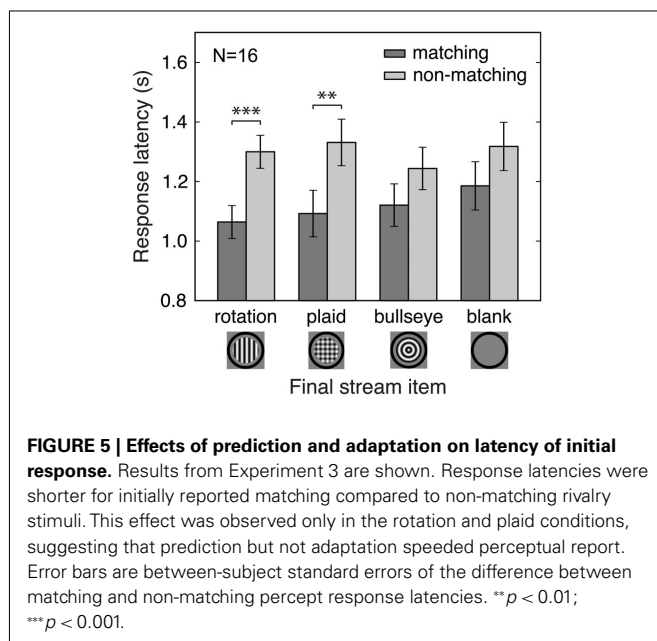 N=16
matching
non-matching
Response latency (s)
1.6
1.4
1.2
1.0
0.8
***
**
rotation plaid bullseye blank
Final stream item
FIGURE 5 | Effects of prediction and adaptation on latency of initial
response. Results from Experiment 3 are shown. Response latencies were
shorter for initially reported matching compared to non-matching rivalry
stimuli. This effect was observed only in the rotation and plaid conditions,
suggesting that prediction but not adaptation speeded perceptual report.
Error bars are between-subject standard errors of the difference between
matching and non-matching percept response latencies. **p < 0.01;
***p < 0.001.